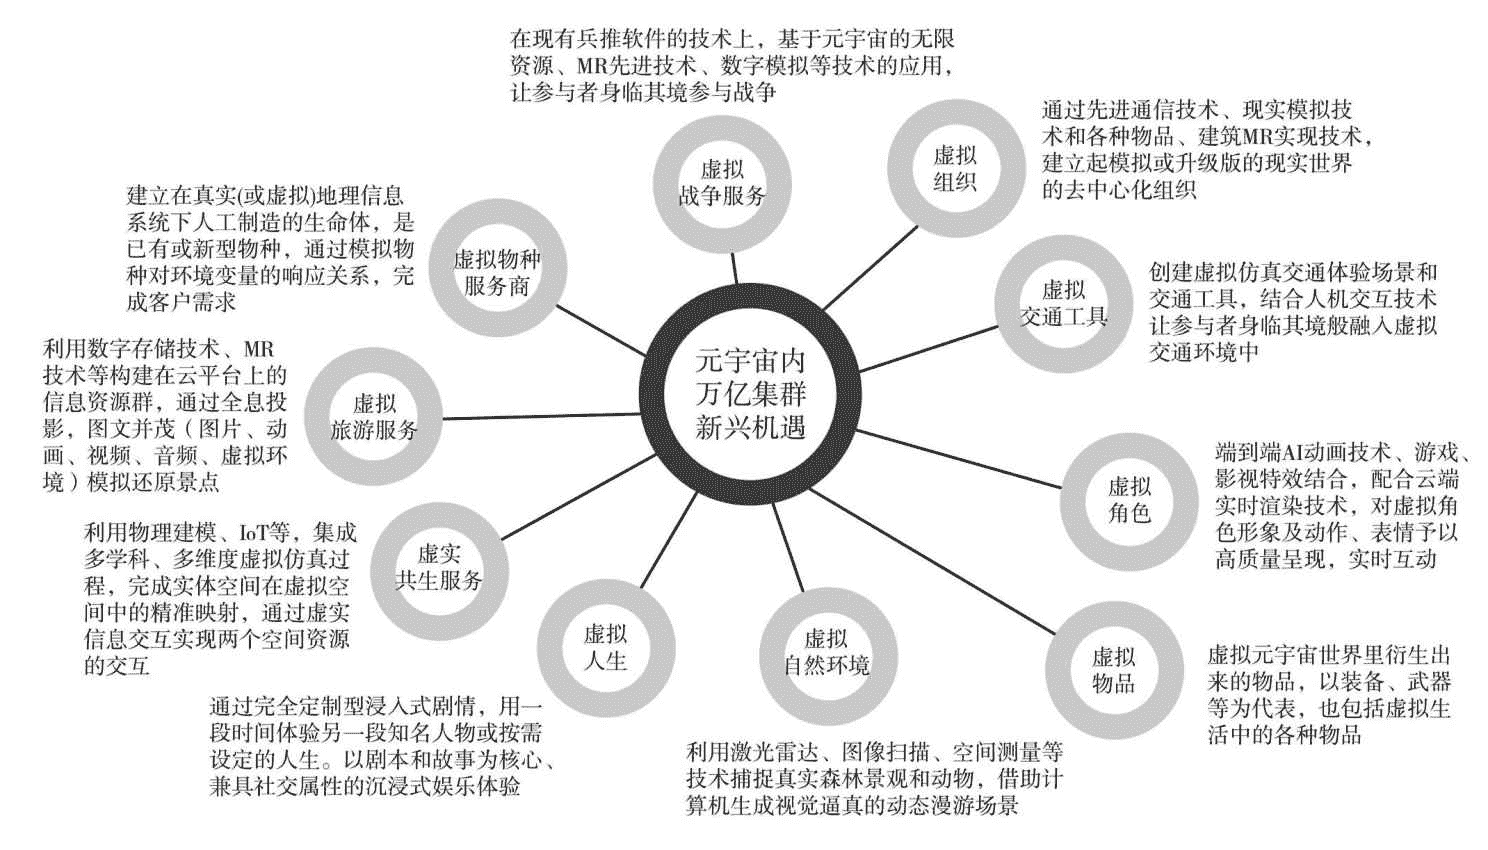 在现有兵推软件的技术上，基于元宇宙的无限
资源、MR先进技术、数字模拟等技术的应用，
让参与者身临其境参与战争
虚拟
战争服务
通过先进通信技术、现实模拟技
术和各种物品、建筑MR实现技术，
建立起模拟或升级版的现实世界
的去中心化组织
虚拟
组织
创建虚拟仿真交通体验场景和
交通工具，结合人机交互技术
让参与者身临其境般融入虚拟
交通环境中
虚拟
交通工具
端到端AI动画技术、游戏、
影视特效结合，配合云端
实时渲染技术，对虚拟角
色形象及动作、表情予以
高质量呈现，实时互动
虚拟
角色
虚拟元宇宙世界里衍生出
来的物品，以装备、武器
等为代表，也包括虚拟生
活中的各种物品
虚拟
物品
虚拟
自然环境
利用激光雷达、图像扫描、空间测量等
技术捕捉真实森林景观和动物，借助计
算机生成视觉逼真的动态漫游场景
虚拟
人生
通过完全定制型浸入式剧情，用一
段时间体验另一段知名人物或按需
设定的人生。以剧本和故事为核心、
兼具社交属性的沉浸式娱乐体验
虚实
共生服务
利用物理建模、IoT等，集成
多学科、多维度虚拟仿真过
程，完成实体空间在虚拟空
间中的精准映射，通过虚实
信息交互实现两个空间资源
的交互
虚拟
旅游服务
利用数字存储技术、MR
技术等构建在云平台上的
信息资源群，通过全息投
影，图文并茂（图片、动
画、视频、音频、虚拟环
境）模拟还原景点
虚拟物种
服务商
建立在真实(或虚拟)地理信息
系统下人工制造的生命体，是
已有或新型物种，通过模拟物
种对环境变量的响应关系，完
成客户需求
元宇宙内
万亿集群
新兴机遇